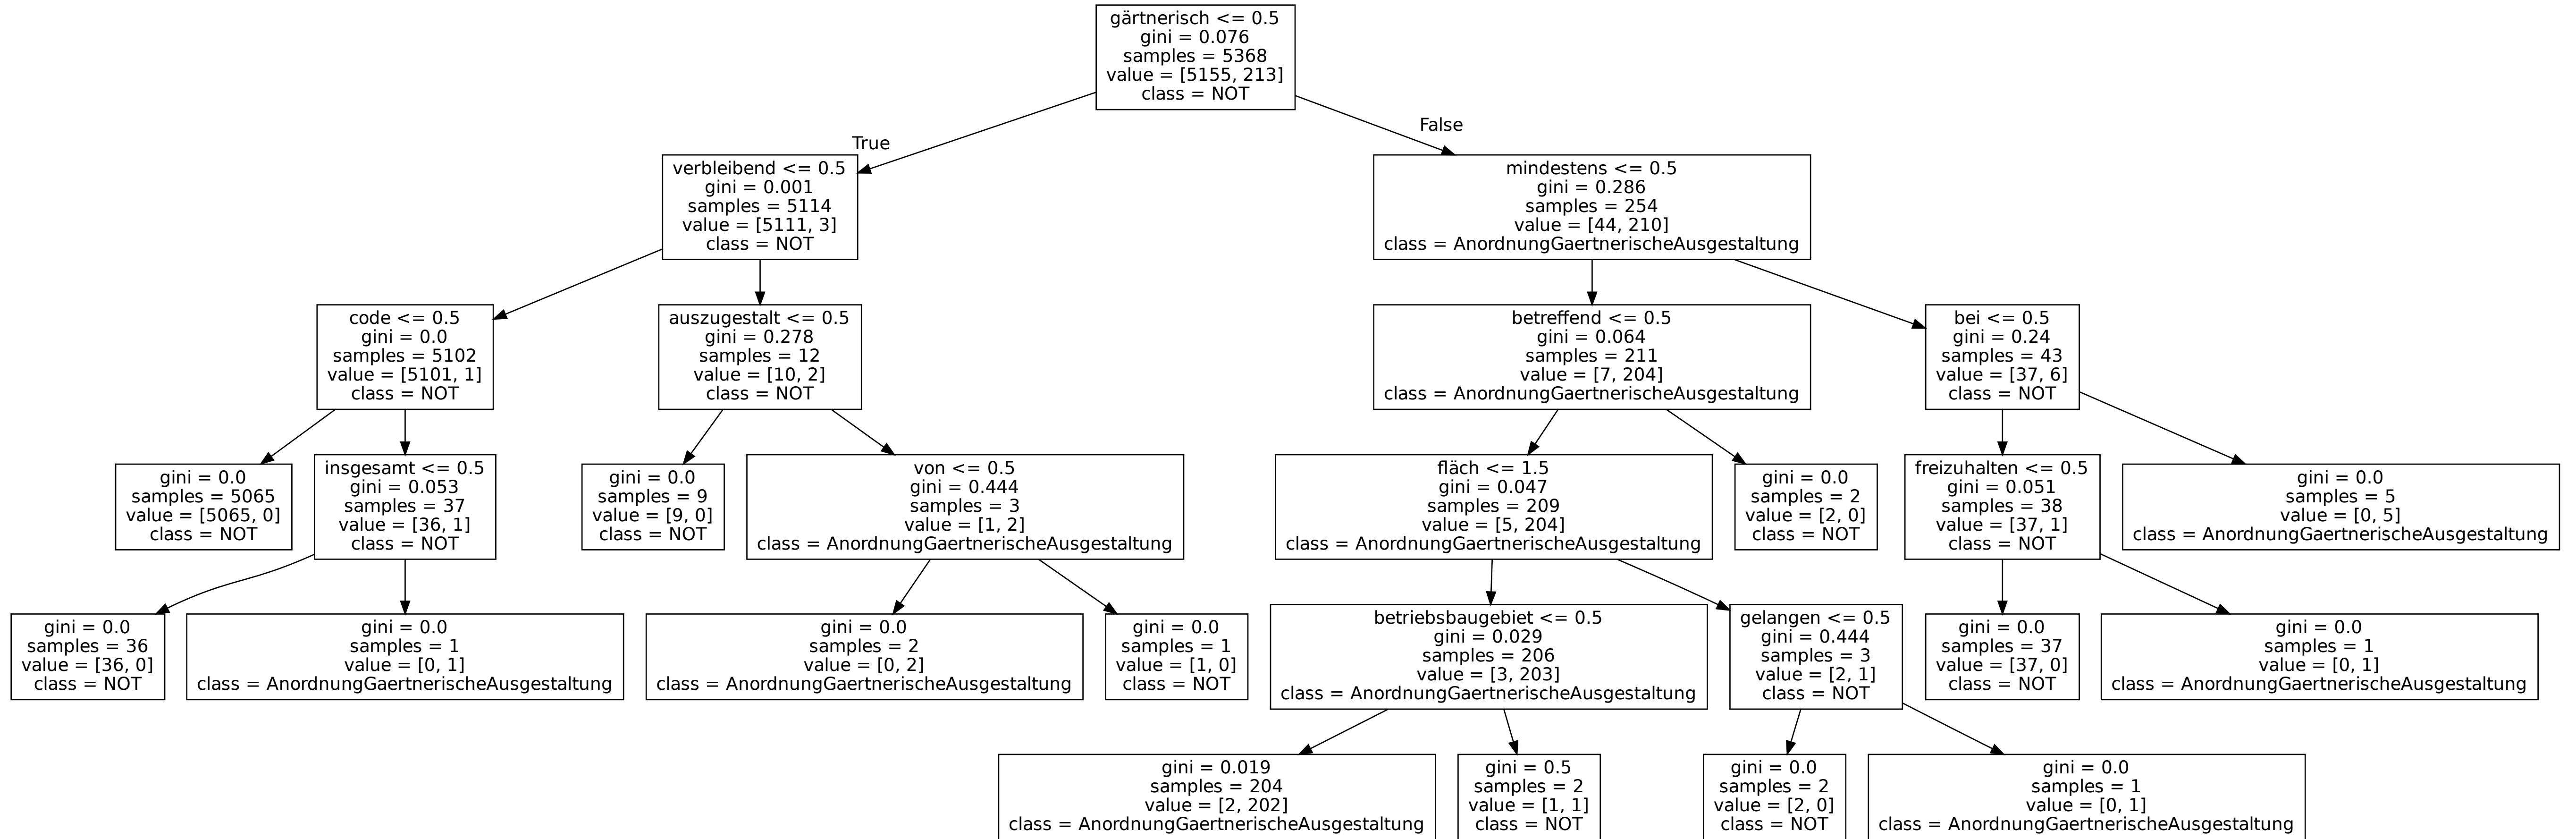 gärtnerisch <= 0.5
gini = 0.076
samples = 5368
value = [5155, 213]
class = NOT
True
False
verbleibend <= 0.5
gini = 0.001
samples = 5114
value = [5111, 3]
class = NOT
mindestens <= 0.5
gini = 0.286
samples = 254
value = [44, 210]
class = AnordnungGaertnerischeAusgestaltung
code <= 0.5
gini = 0.0
samples = 5102
value = [5101, 1]
class = NOT
auszugestalt <= 0.5
gini = 0.278
samples = 12
value = [10, 2]
class = NOT
betreffend <= 0.5
gini = 0.064
samples = 211
value = [7, 204]
class = AnordnungGaertnerischeAusgestaltung
bei <= 0.5
gini = 0.24
samples = 43
value = [37, 6]
class = NOT
gini = 0.0
samples = 5065
value = [5065, 0]
class = NOT
insgesamt <= 0.5
gini = 0.053
samples = 37
value = [36, 1]
class = NOT
gini = 0.0
samples = 9
value = [9, 0]
class = NOT
von <= 0.5
gini = 0.444
samples = 3
value = [1, 2]
class = AnordnungGaertnerischeAusgestaltung
fläch <= 1.5
gini = 0.047
samples = 209
value = [5, 204]
class = AnordnungGaertnerischeAusgestaltung
gini = 0.0
samples = 2
value = [2, 0]
class = NOT
freizuhalten <= 0.5
gini = 0.051
samples = 38
value = [37, 1]
class = NOT
gini = 0.0
samples = 5
value = [0, 5]
class = AnordnungGaertnerischeAusgestaltung
gini = 0.0
samples = 36
value = [36, 0]
class = NOT
gini = 0.0
samples = 1
value = [0, 1]
class = AnordnungGaertnerischeAusgestaltung
gini = 0.0
samples = 2
value = [0, 2]
class = AnordnungGaertnerischeAusgestaltung
gini = 0.0
samples = 1
value = [1, 0]
class = NOT
betriebsbaugebiet <= 0.5
gini = 0.029
samples = 206
value = [3, 203]
class = AnordnungGaertnerischeAusgestaltung
gelangen <= 0.5
gini = 0.444
samples = 3
value = [2, 1]
class = NOT
gini = 0.0
samples = 37
value = [37, 0]
class = NOT
gini = 0.0
samples = 1
value = [0, 1]
class = AnordnungGaertnerischeAusgestaltung
gini = 0.019
samples = 204
value = [2, 202]
class = AnordnungGaertnerischeAusgestaltung
gini = 0.5
samples = 2
value = [1, 1]
class = NOT
gini = 0.0
samples = 2
value = [2, 0]
class = NOT
gini = 0.0
samples = 1
value = [0, 1]
class = AnordnungGaertnerischeAusgestaltung